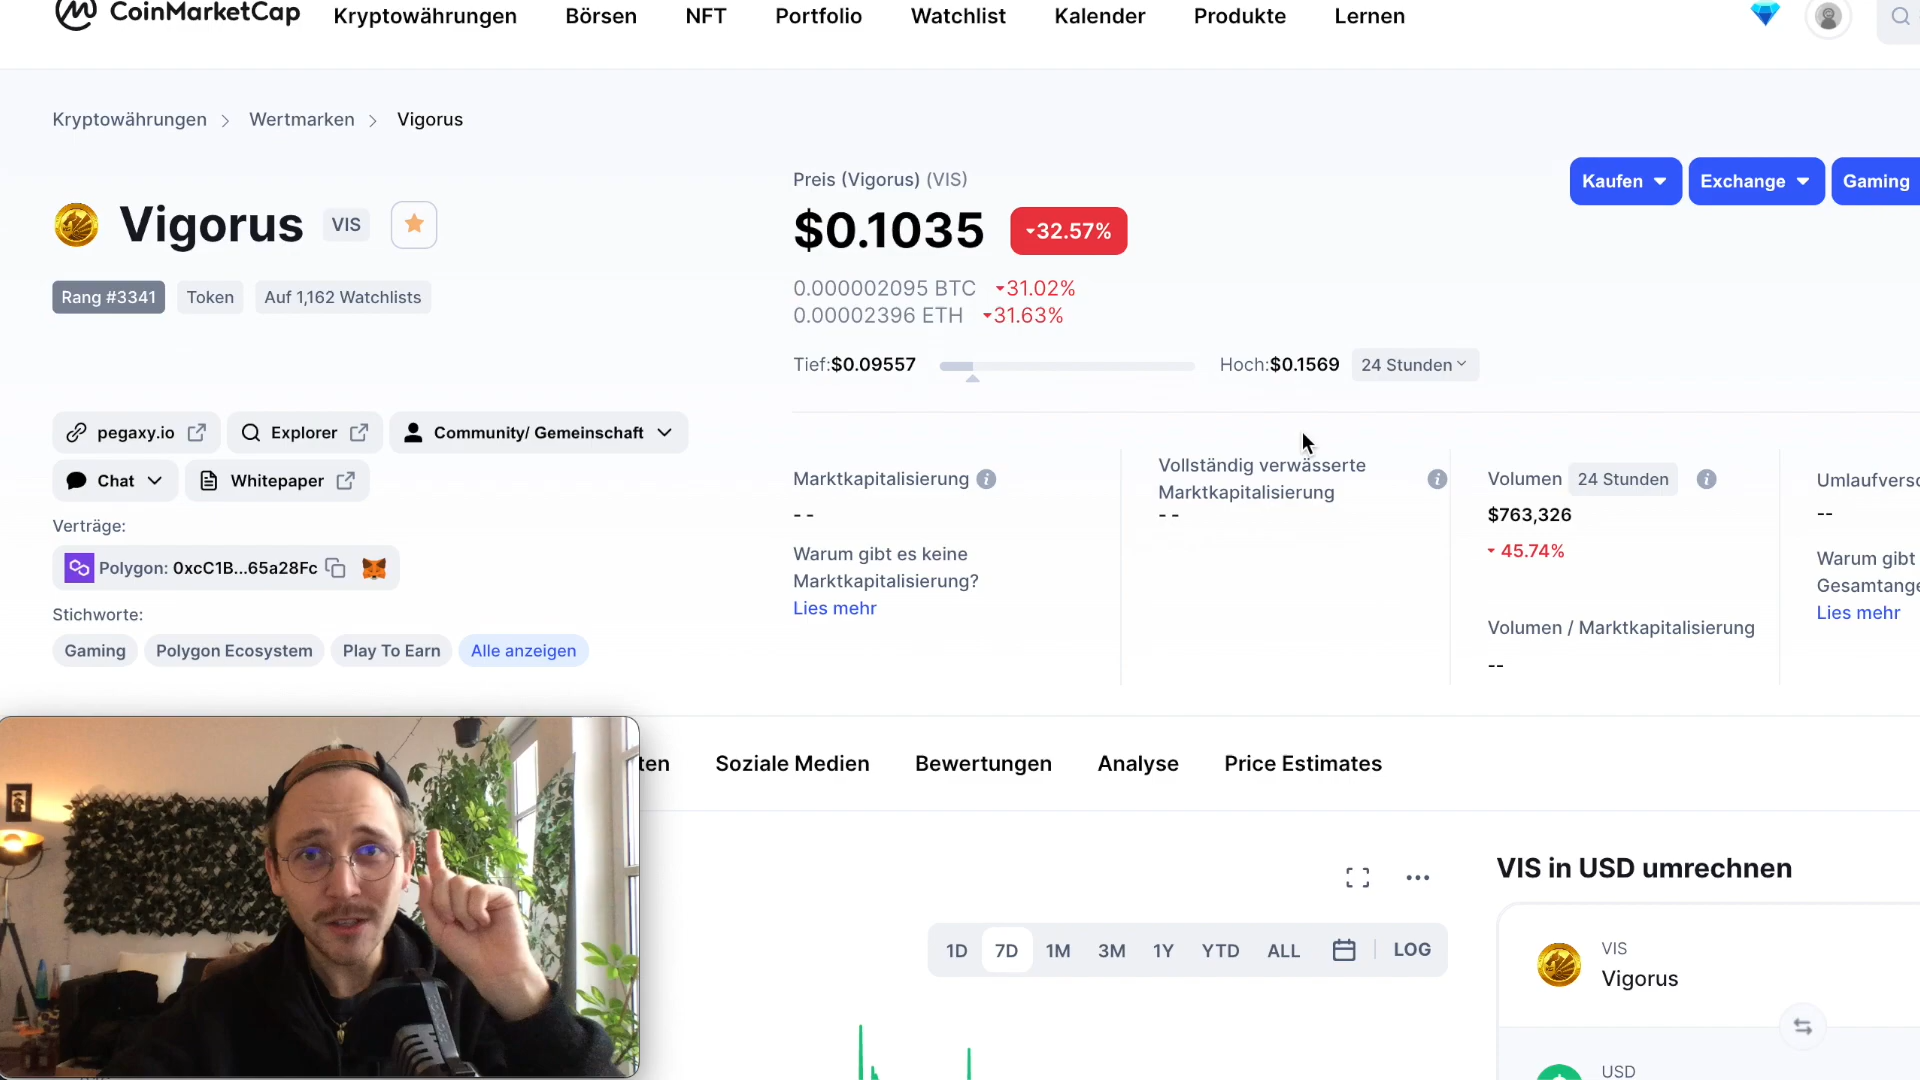 CoinMarketCap Kryptowährungen Börsen NFT Portfolio Watchlist Kalender Produkte Lernen
Kryptowährungen > Wertmarken > Vigorus
Vigorus VIS
Rang #3341 Token Auf 1,162 Watchlists
Preis (Vigorus) (VIS)
$0.1035 32.57%
0.000002095 BTC 31.02%
0.00002396 ETH 31.63%
Tief:$0.09557 Hoch:$0.1569 24 Stunden
Kaufen Exchange Gaming
pegaxy.io Explorer Community/ Gemeinschaft
Chat Whitepaper
Verträge:
Polygon: 0xcC1B...65a28Fc
Stichworte:
Gaming Polygon Ecosystem Play To Earn Alle anzeigen
Marktkapitalisierung
- -
Warum gibt es keine
Marktkapitalisierung?
Lies mehr
Vollständig verwässerte
Marktkapitalisierung
- -
Volumen 24 Stunden
$763,326
45.74%
Volumen / Marktkapitalisierung
--
Umlaufvers
--
Warum gibt
Gesamtange
Lies mehr
ten Soziale Medien Bewertungen Analyse Price Estimates
1D 7D 1M 3M 1Y YTD ALL LOG
VIS in USD umrechnen
VIS
Vigorus
USD